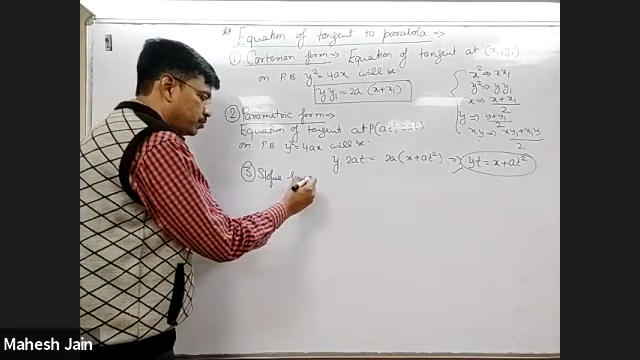 ** Equation of tangent to parabola →
① Cartesian form → Equation of tangent at (x₁, y₁)
on P.B. y² = 4ax will be:
yy₁ = 2a (x+x₁)
x² → xx₁
y² → yy₁
x → x+x₁/2
y → y+y₁/2
xy → xy₁+x₁y/2
② Parametric form →
Equation of tangent at P(at², 2at)
on P.B. y² = 4ax will be:
y 2at = 2a (x+at²) ⇒ yt = x+at²
③ Slope
Mahesh Jain